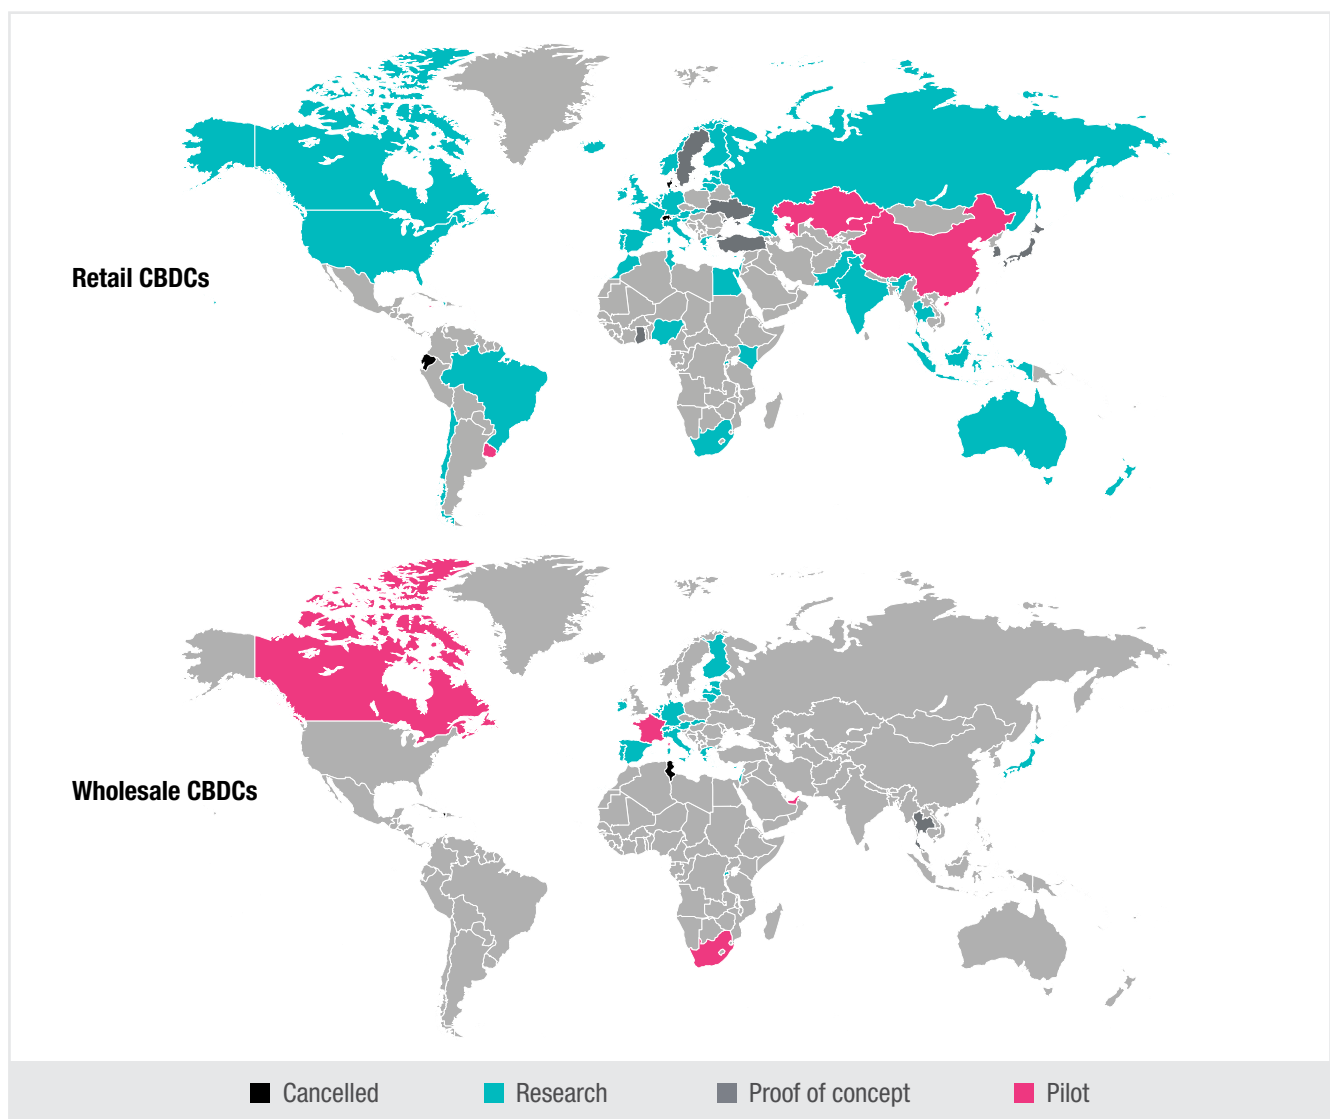 Retail CBDCs
Wholesale CBDCs
Cancelled
Research
Proof of concept
Pilot